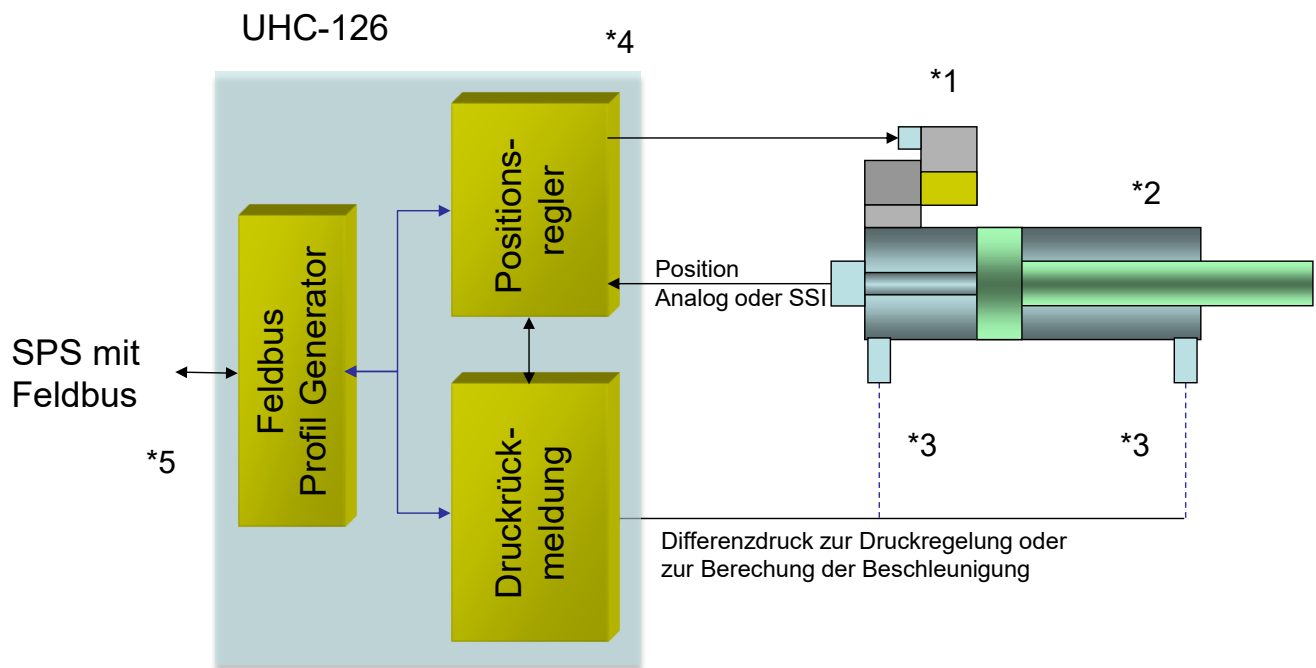 UHC-126
*4
*1
*2
Positions-
regler
Position
Analog oder SSI
Feldbus
Profil Generator
SPS mit
Feldbus
*5
Druckrück-
meldung
*3
*3
Differenzdruck zur Druckregelung oder
zur Berechung der Beschleunigung